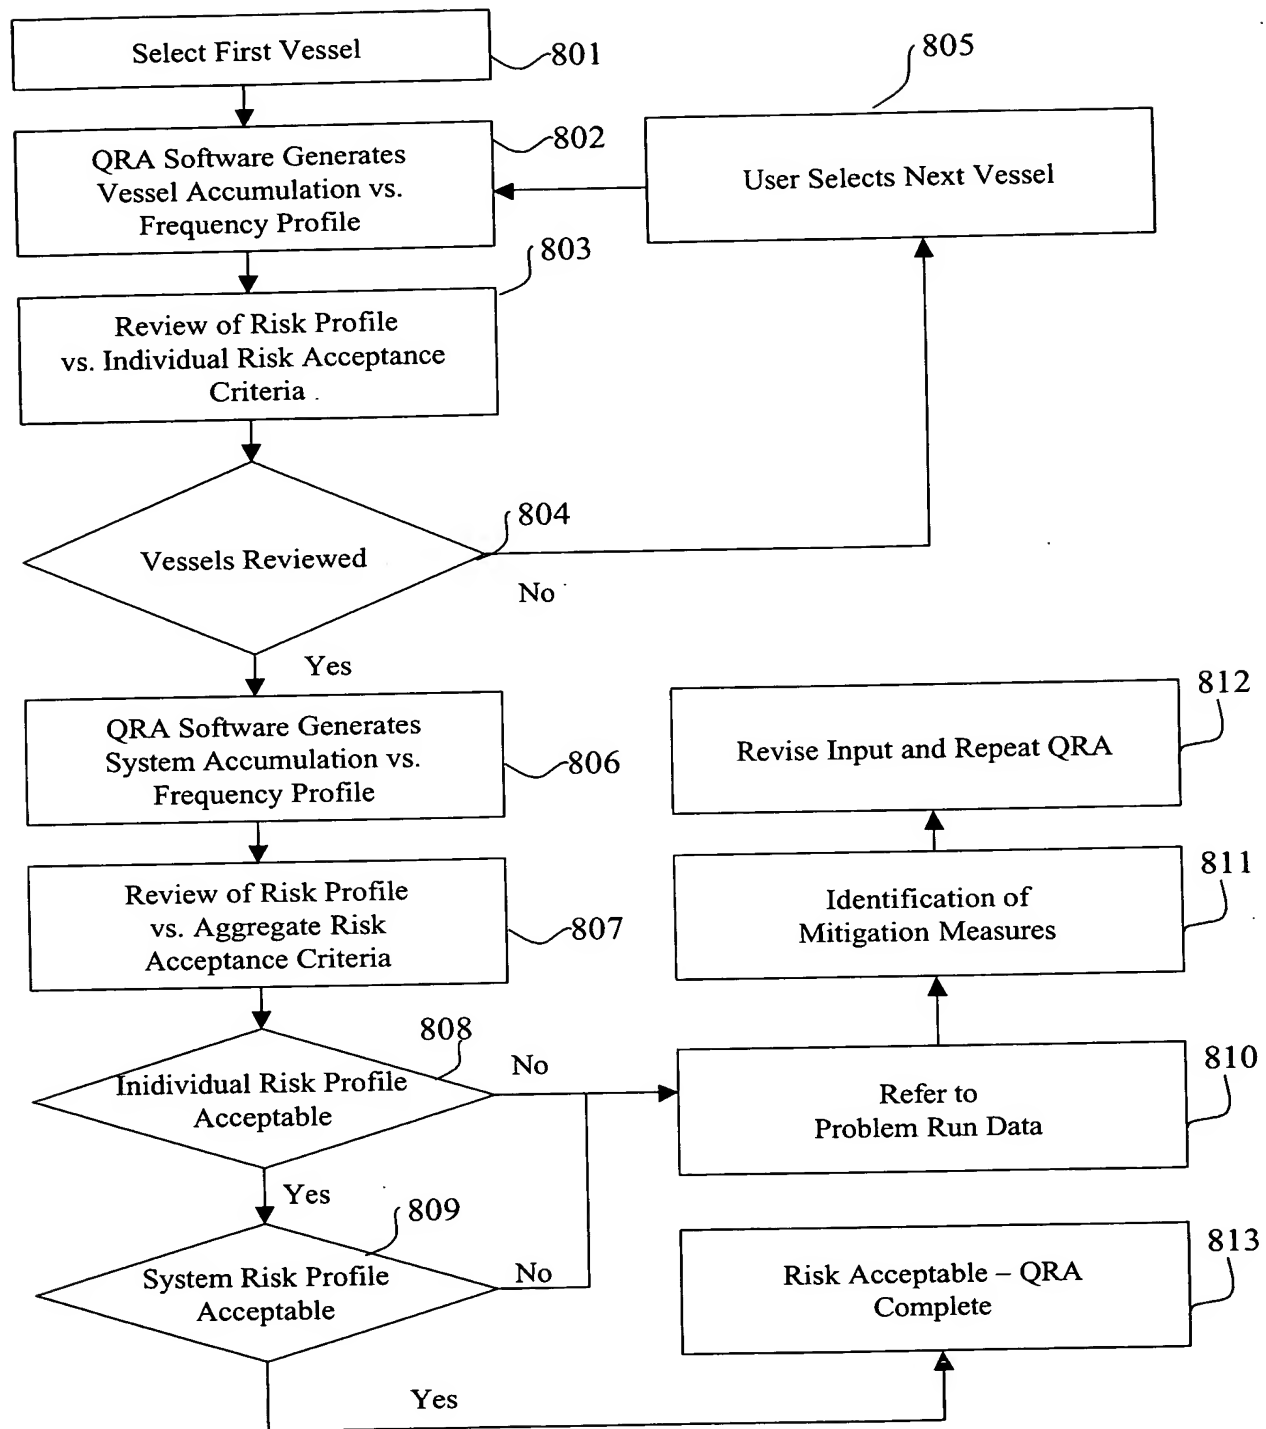 Select First Vessel
801
805
802
QRA Software Generates
Vessel Accumulation vs.
Frequency Profile
User Selects Next Vessel
803
Review of Risk Profile
vs. Individual Risk Acceptance
Criteria .
804
Vessels Reviewed
No
Yes
812
QRA Software Generates
System Accumulation vs.
Frequency Profile
806
Revise Input and Repeat QRA
811
Review of Risk Profile
vs. Aggregate Risk
Acceptance Criteria
807
Identification of
Mitigation Measures
808
No
810
Inidividual Risk Profile
Acceptable
Refer to
Problem Run Data
Yes
809
813
System Risk Profile
Acceptable
No
Risk Acceptable – QRA
Complete
Yes